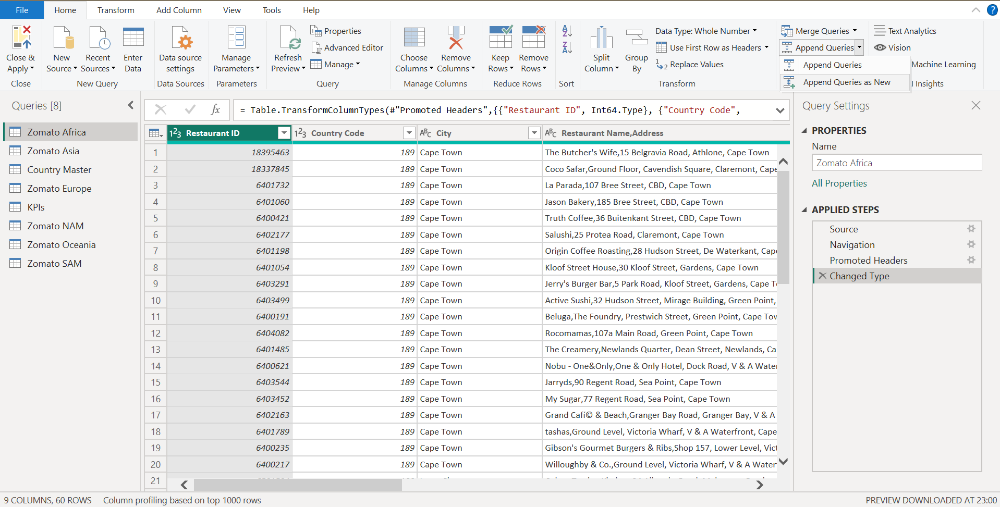 File Home Transform Add Column View Tools Help
Close & Apply
Close
New Source
Recent Sources
Enter Data
New Query
Data source settings
Data Sources
Manage Parameters
Parameters
Refresh Preview
Properties
Advanced Editor
Manage
Query
Choose Columns
Remove Columns
Manage Columns
Keep Rows
Remove Rows
Reduce Rows
Sort
Split Column
Group By
Data Type: Whole Number
Use First Row as Headers
Replace Values
Transform
Merge Queries
Append Queries
Append Queries
Append Queries as New
Text Analytics
Vision
Machine Learning
Insights
Queries [8]
Zomato Africa
Zomato Asia
Country Master
Zomato Europe
KPIs
Zomato NAM
Zomato Oceania
Zomato SAM
fx
= Table.TransformColumnTypes(#"Promoted Headers",{{"Restaurant ID", Int64.Type}, {"Country Code",
Restaurant ID Country Code City Restaurant Name,Address
1 18395463 189 Cape Town The Butcher's Wife,15 Belgravia Road, Athlone, Cape Town
2 18337845 189 Cape Town Coco Safar,Ground Floor, Cavendish Square, Claremont, Cape
3 6401732 189 Cape Town La Parada,107 Bree Street, CBD, Cape Town
4 6401060 189 Cape Town Jason Bakery,185 Bree Street, CBD, Cape Town
5 6400421 189 Cape Town Truth Coffee,36 Buitenkant Street, CBD, Cape Town
6 6402177 189 Cape Town Salushi,25 Protea Road, Claremont, Cape Town
7 6401198 189 Cape Town Origin Coffee Roasting,28 Hudson Street, De Waterkant, Cape
8 6401054 189 Cape Town Kloof Street House,30 Kloof Street, Gardens, Cape Town
9 6403291 189 Cape Town Jerry's Burger Bar,5 Park Road, Kloof Street, Gardens, Cape T
10 6403499 189 Cape Town Active Sushi,32 Hudson Street, Mirage Building, Green Point,
11 6400191 189 Cape Town Beluga,The Foundry, Prestwich Street, Green Point, Cape Tow
12 6404082 189 Cape Town Rocomamas,107a Main Road, Green Point, Cape Town
13 6401485 189 Cape Town The Creamery,Newlands Quarter, Dean Street, Newlands, Ca
14 6400621 189 Cape Town Nobu - One&Only,One & Only Hotel, Dock Road, V & A Water
15 6403544 189 Cape Town Jarryds,90 Regent Road, Sea Point, Cape Town
16 6403452 189 Cape Town My Sugar,77 Regent Road, Sea Point, Cape Town
17 6402163 189 Cape Town Grand Cafí© & Beach,Granger Bay Road, Granger Bay, V & A
18 6401789 189 Cape Town tashas,Ground Level, Victoria Wharf, V & A Waterfront, Cape
19 6400235 189 Cape Town Gibson's Gourmet Burgers & Ribs,Shop 157, Lower Level, Vict
20 6400217 189 Cape Town Willoughby & Co.,Ground Level, Victoria Wharf, V & A Water
21
Query Settings
PROPERTIES
Name
Zomato Africa
All Properties
APPLIED STEPS
Source
Navigation
Promoted Headers
Changed Type
9 COLUMNS, 60 ROWS Column profiling based on top 1000 rows PREVIEW DOWNLOADED AT 23:00